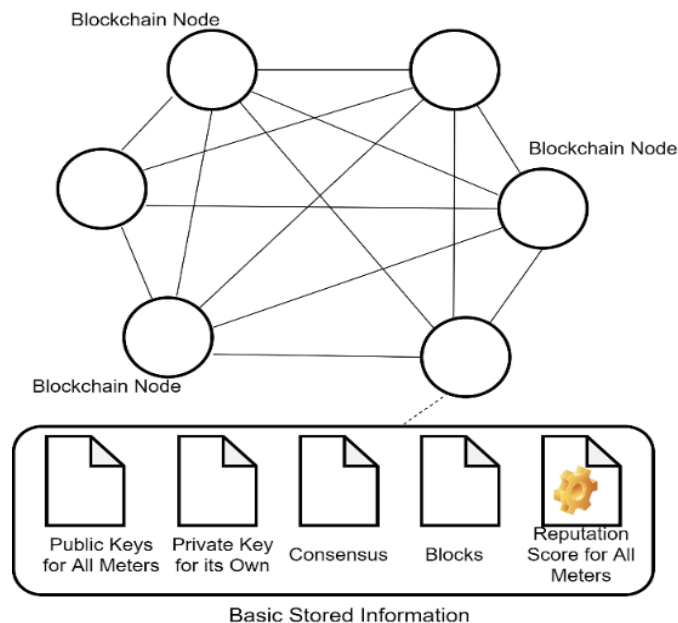 Blockchain Node
Blockchain Node
Blockchain Node
Public Keys
for All Meters
Private Key
for its Own
Consensus
Blocks
Reputation
Score for All
Meters
Basic Stored Information